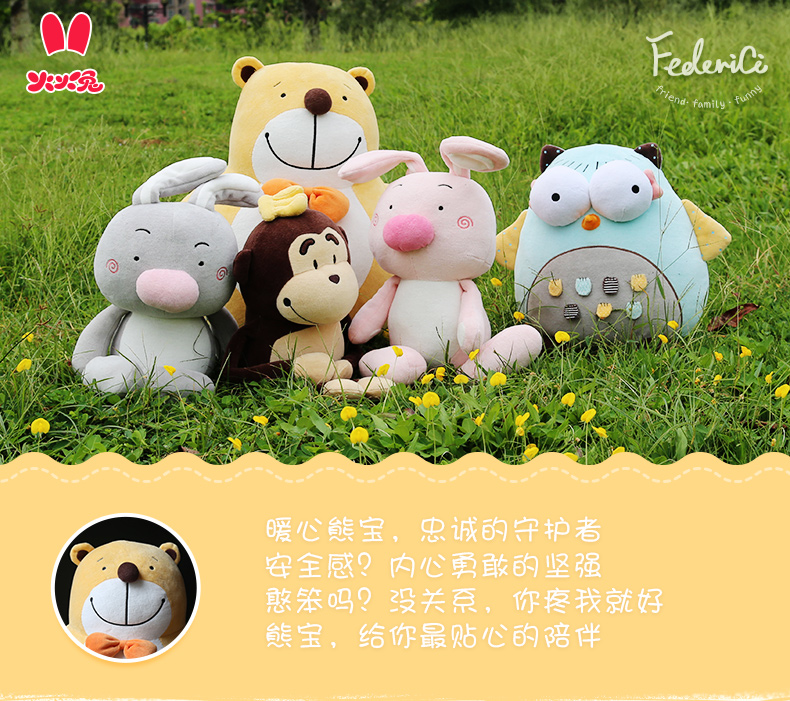 火火兔
FederiCi
friend · family · funny
暖心熊宝，忠诚的守护者
安全感？内心勇敢的坚强
憨笨吗？没关系，你疼我就好
熊宝，给你最贴心的陪伴